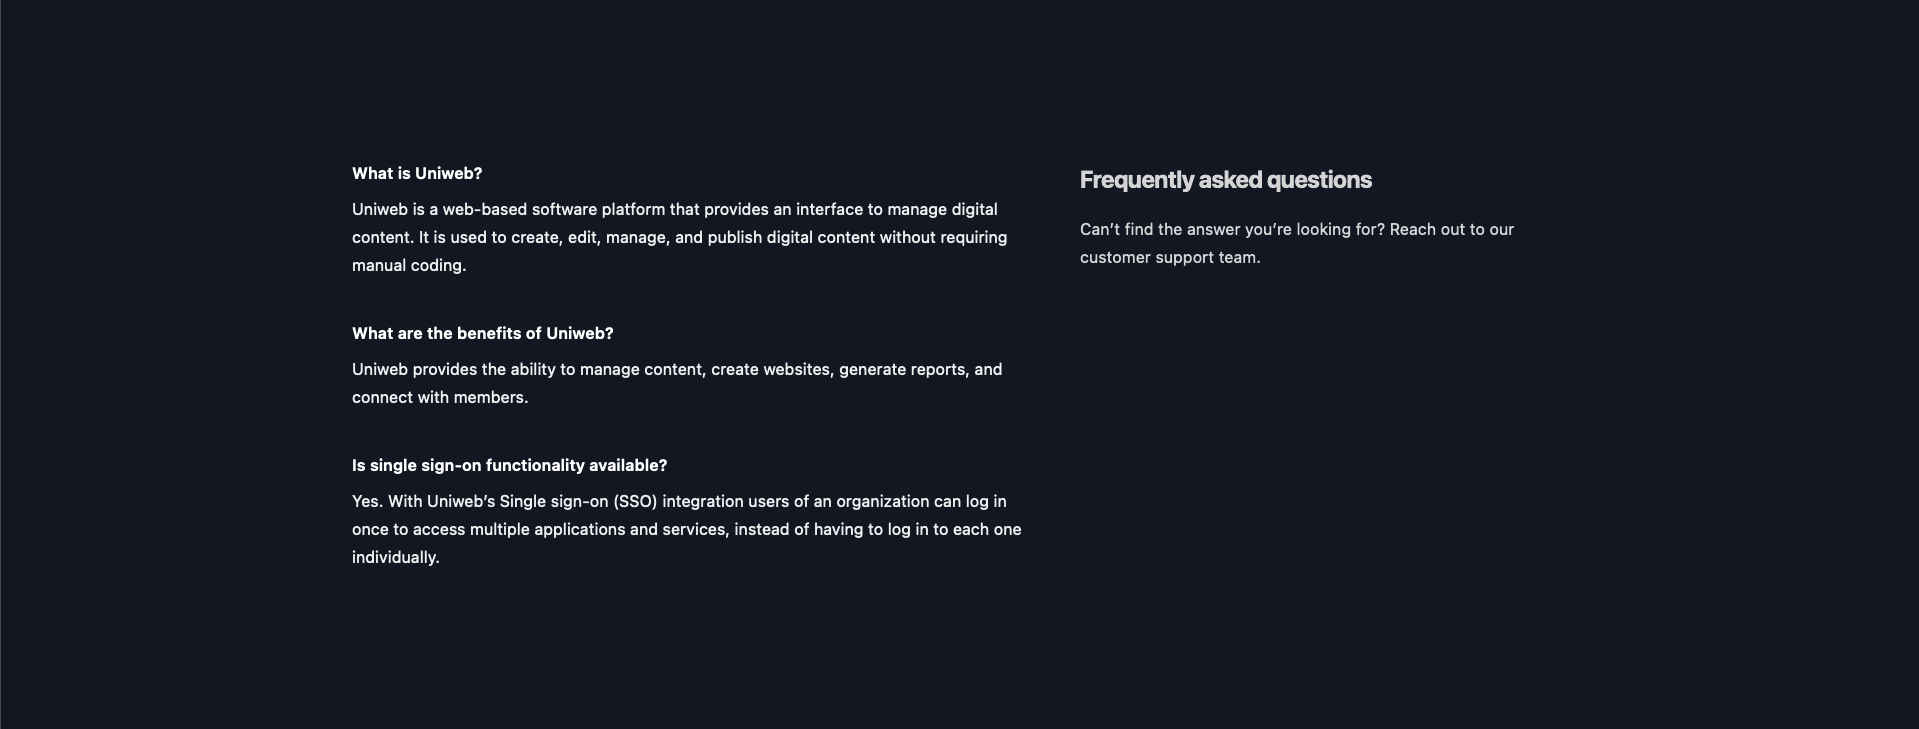 What is Uniweb?
Uniweb is a web-based software platform that provides an interface to manage digital
content. It is used to create, edit, manage, and publish digital content without requiring
manual coding.
What are the benefits of Uniweb?
Uniweb provides the ability to manage content, create websites, generate reports, and
connect with members.
Is single sign-on functionality available?
Yes. With Uniweb’s Single sign-on (SSO) integration users of an organization can log in
once to access multiple applications and services, instead of having to log in to each one
individually.
Frequently asked questions
Can’t find the answer you’re looking for? Reach out to our
customer support team.